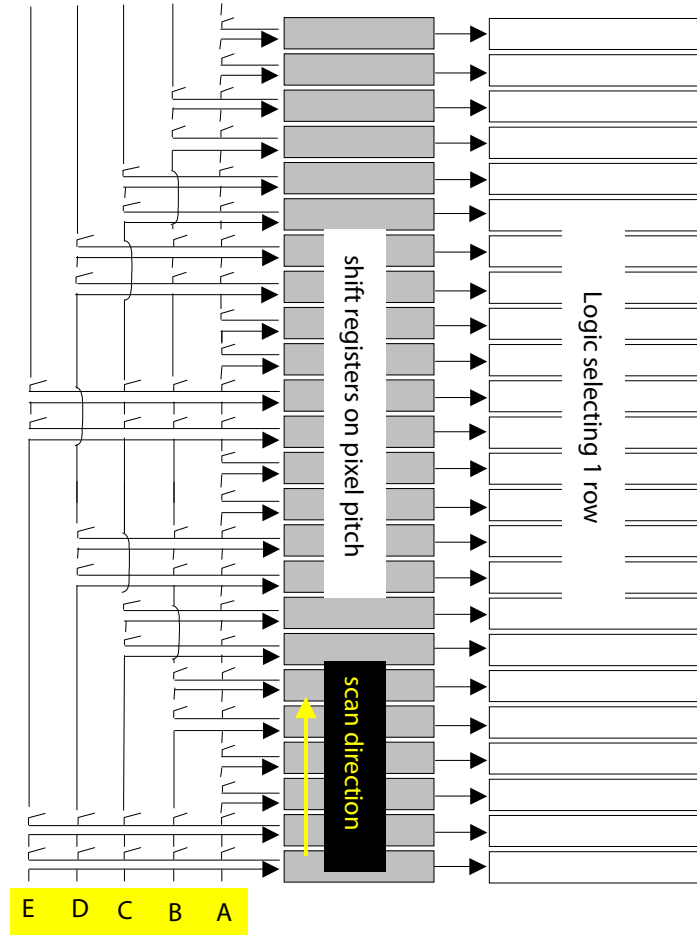 shift registers on pixel pitch
Logic selecting 1 row
scan direction
E D C B A